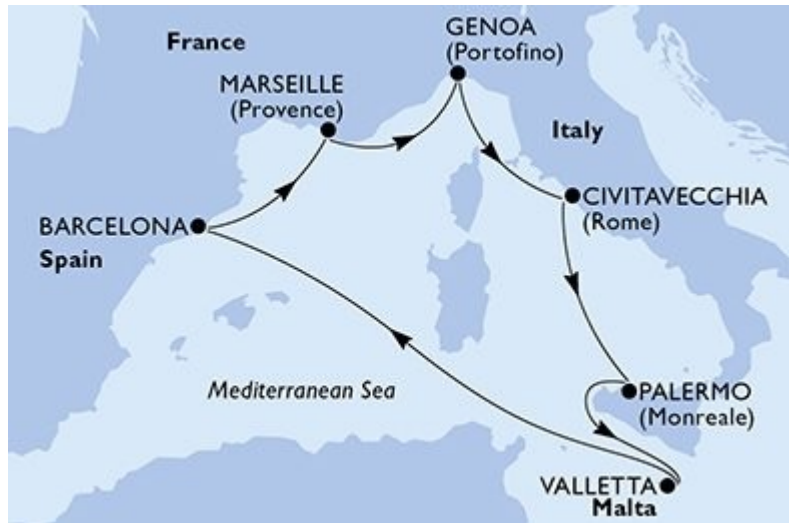 France
GENOA
(Portofino)
MARSEILLE
(Provence)
Italy
CIVITAVECCHIA
(Rome)
BARCELONA
Spain
Mediterranean Sea
PALERMO
(Monreale)
VALLETTA
Malta